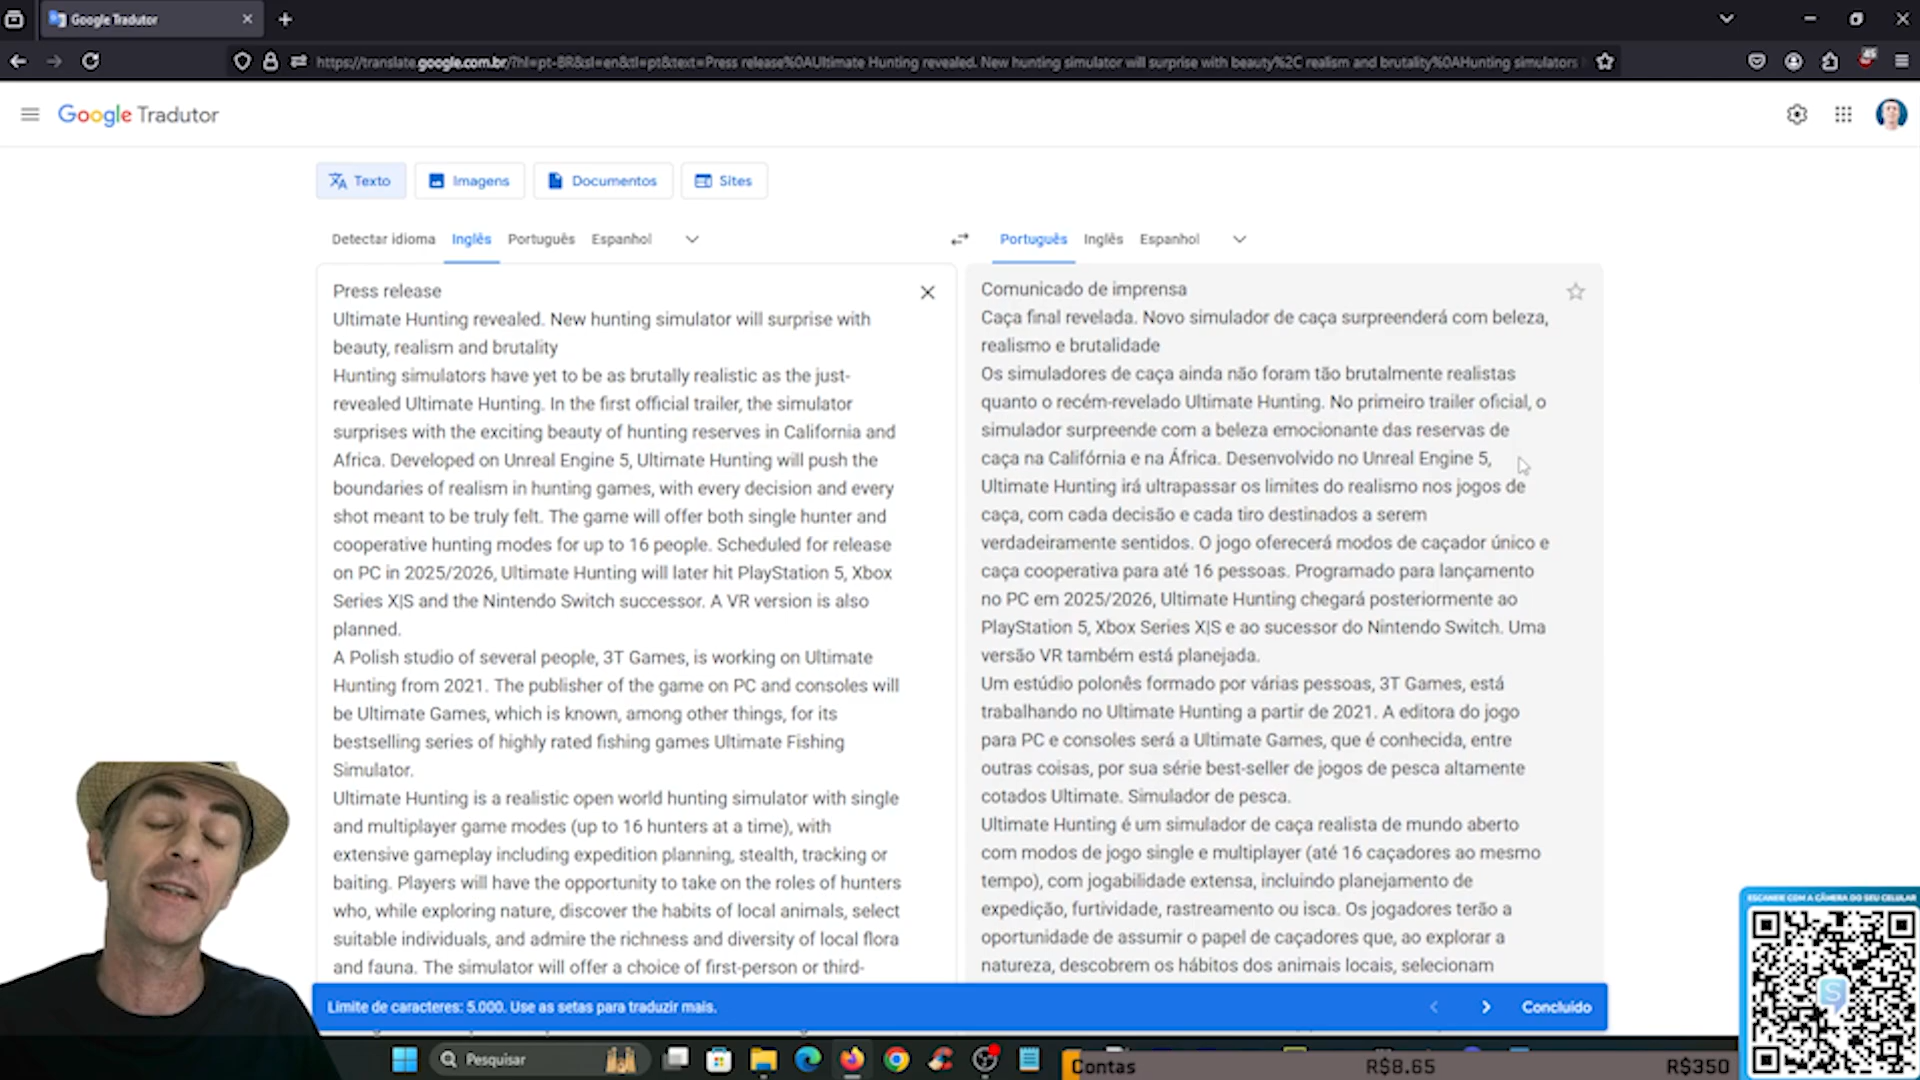 Google Tradutor
https://translate.google.com.br/?hl=pt-BR&sl=en&tl=pt&text=Press release%0AUltimate Hunting revealed. New hunting simulator will surprise with beauty%2C realism and brutality%0AHunting simulators
45
Google Tradutor
Texto Imagens Documentos Sites
Detectar idioma Inglês Português Espanhol
Português Inglês Espanhol
Press release
Ultimate Hunting revealed. New hunting simulator will surprise with
beauty, realism and brutality
Hunting simulators have yet to be as brutally realistic as the just-
revealed Ultimate Hunting. In the first official trailer, the simulator
surprises with the exciting beauty of hunting reserves in California and
Africa. Developed on Unreal Engine 5, Ultimate Hunting will push the
boundaries of realism in hunting games, with every decision and every
shot meant to be truly felt. The game will offer both single hunter and
cooperative hunting modes for up to 16 people. Scheduled for release
on PC in 2025/2026, Ultimate Hunting will later hit PlayStation 5, Xbox
Series X|S and the Nintendo Switch successor. A VR version is also
planned.
A Polish studio of several people, 3T Games, is working on Ultimate
Hunting from 2021. The publisher of the game on PC and consoles will
be Ultimate Games, which is known, among other things, for its
bestselling series of highly rated fishing games Ultimate Fishing
Simulator.
Ultimate Hunting is a realistic open world hunting simulator with single
and multiplayer game modes (up to 16 hunters at a time), with
extensive gameplay including expedition planning, stealth, tracking or
baiting. Players will have the opportunity to take on the roles of hunters
who, while exploring nature, discover the habits of local animals, select
suitable individuals, and admire the richness and diversity of local flora
and fauna. The simulator will offer a choice of first-person or third-
Comunicado de imprensa
Caça final revelada. Novo simulador de caça surpreenderá com beleza,
realismo e brutalidade
Os simuladores de caça ainda não foram tão brutalmente realistas
quanto o recém-revelado Ultimate Hunting. No primeiro trailer oficial, o
simulador surpreende com a beleza emocionante das reservas de
caça na Califórnia e na África. Desenvolvido no Unreal Engine 5,
Ultimate Hunting irá ultrapassar os limites do realismo nos jogos de
caça, com cada decisão e cada tiro destinados a serem
verdadeiramente sentidos. O jogo oferecerá modos de caçador único e
caça cooperativa para até 16 pessoas. Programado para lançamento
no PC em 2025/2026, Ultimate Hunting chegará posteriormente ao
PlayStation 5, Xbox Series X|S e ao sucessor do Nintendo Switch. Uma
versão VR também está planejada.
Um estúdio polonês formado por várias pessoas, 3T Games, está
trabalhando no Ultimate Hunting a partir de 2021. A editora do jogo
para PC e consoles será a Ultimate Games, que é conhecida, entre
outras coisas, por sua série best-seller de jogos de pesca altamente
cotados Ultimate. Simulador de pesca.
Ultimate Hunting é um simulador de caça realista de mundo aberto
com modos de jogo single e multiplayer (até 16 caçadores ao mesmo
tempo), com jogabilidade extensa, incluindo planejamento de
expedição, furtividade, rastreamento ou isca. Os jogadores terão a
oportunidade de assumir o papel de caçadores que, ao explorar a
natureza, descobrem os hábitos dos animais locais, selecionam
Limite de caracteres: 5.000. Use as setas para traduzir mais.
Concluído
ESCANEIE COM A CÂMERA DO SEU CELULAR
Pesquisar
Contas R$8.65 R$350